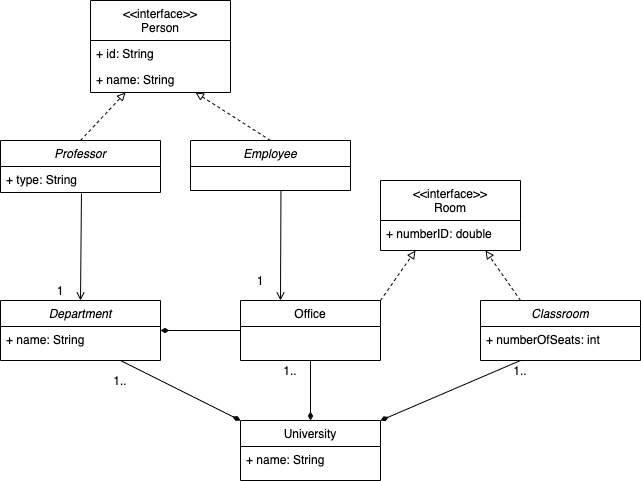 <<interface>>
Person
+ id: String
+ name: String
Professor
+ type: String
Employee
<<interface>>
Room
+ numberID: double
1
1
Department
+ name: String
Office
Classroom
+ numberOfSeats: int
1..
1..
1..
University
+ name: String